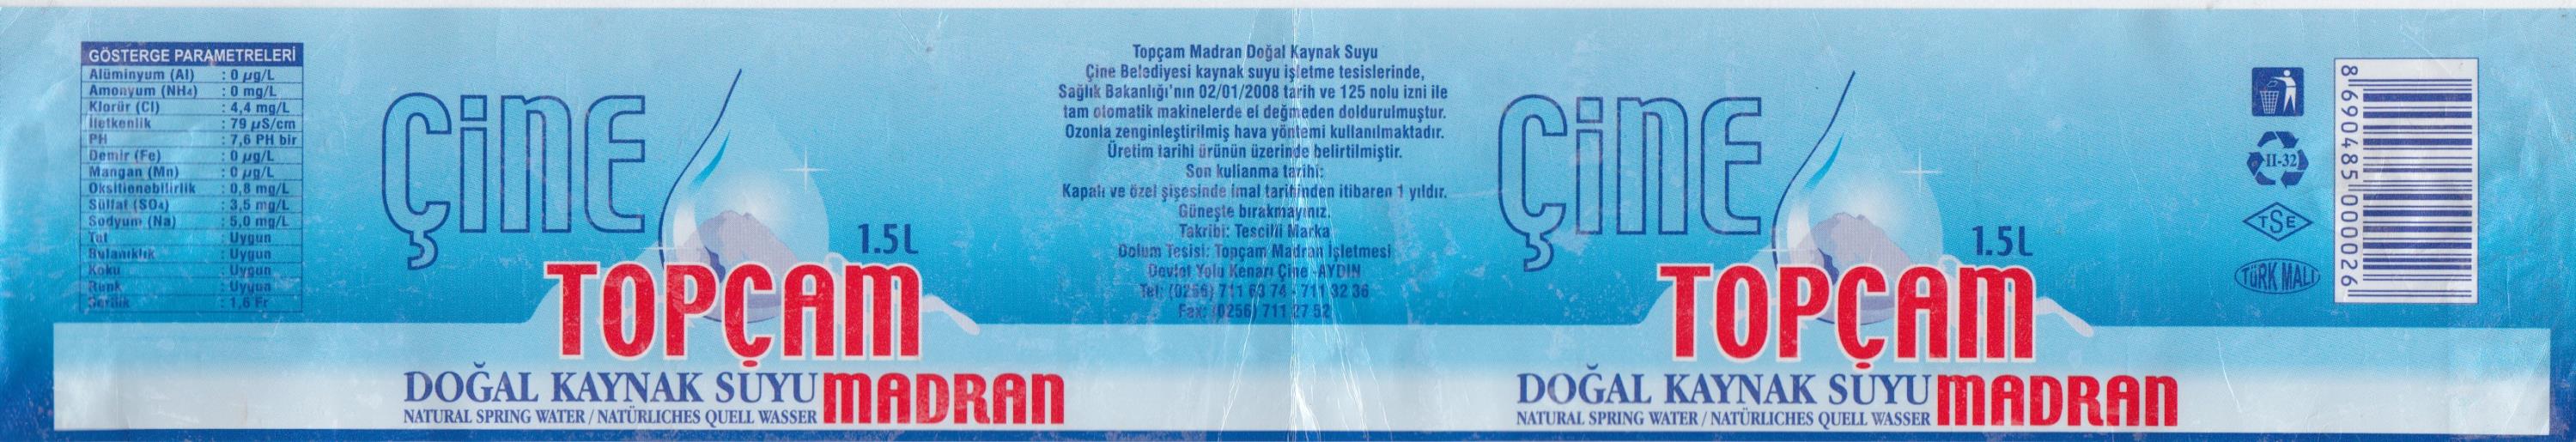 GÖSTERGE PARAMETRELERİ
Alüminyum (Al) : 0 µg/L
Amonyum (NH4) : 0 mg/L
Klorür (Cl) : 4,4 mg/L
İletkenlik : 79 µS/cm
PH : 7,6 PH bir
Demir (Fe) : 0 µg/L
Mangan (Mn) : 0 µg/L
Oksitlenebilirlik : 0,8 mg/L
Sülfat (SO4) : 3,5 mg/L
Sodyum (Na) : 5,0 mg/L
Tat : Uygun
Bulanıklık : Uygun
Koku : Uygun
Renk : Uygun
Sertlik : 1,6 Fr
Çine
1.5L
TOPÇAM
DOĞAL KAYNAK SUYU MADRAN
NATURAL SPRING WATER / NATÜRLICHES QUELL WASSER
Topçam Madran Doğal Kaynak Suyu
Çine Belediyesi kaynak suyu işletme tesislerinde,
Sağlık Bakanlığı'nın 02/01/2008 tarih ve 125 nolu izni ile
tam otomatik makinelerde el değmeden doldurulmuştur.
Ozonla zenginleştirilmiş hava yöntemi kullanılmaktadır.
Üretim tarihi ürünün üzerinde belirtilmiştir.
Son kullanma tarihi:
Kapalı ve özel şişesinde imal tarihinden itibaren 1 yıldır.
Güneşte bırakmayınız.
Takribi: Tescilli Marka
Dolum Tesisi: Topçam Madran İşletmesi
Devlet Yolu Kenarı Çine -AYDIN
Tel: (0256) 711 63 74 - 711 32 36
Fax: (0256) 711 27 52
Çine
1.5L
TOPÇAM
DOĞAL KAYNAK SUYU MADRAN
NATURAL SPRING WATER / NATÜRLICHES QUELL WASSER
II-32
TSE
TÜRK MALI
8 690485 000026